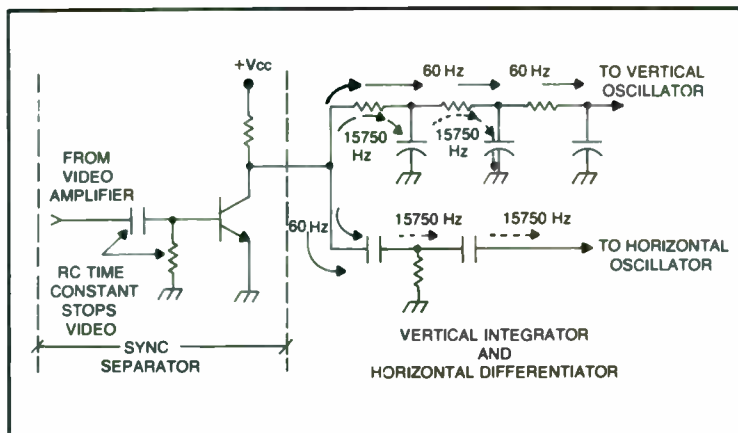 60 Hz
60 Hz
TO VERTICAL
OSCILLATOR
+Vcc
15750
Hz
15750
Hz
FROM
VIDEO
AMPLIFIER
60 Hz
15750 Hz
15750 Hz
TO HORIZONTAL
OSCILLATOR
RC TIME
CONSTANT
STOPS
VIDEO
SYNC
SEPARATOR
VERTICAL INTEGRATOR
AND
HORIZONTAL DIFFERENTIATOR